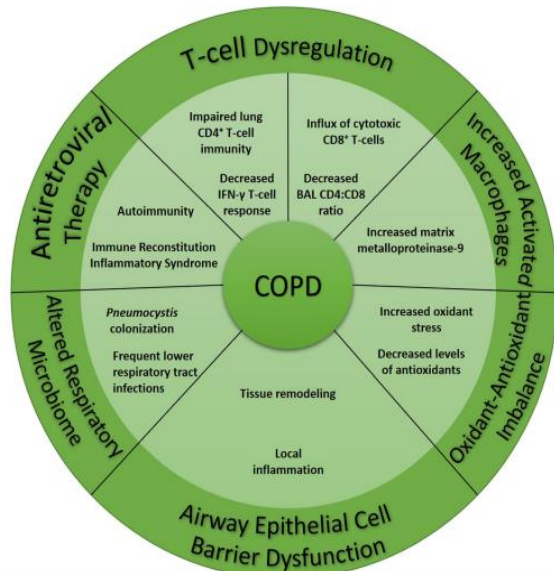 T-cell Dysregulation
Increased Activated
Macrophages
Oxidant-Antioxidant
Imbalance
Airway Epithelial Cell
Barrier Dysfunction
Altered Respiratory
Microbiome
Antiretroviral
Therapy
Impaired lung
CD4⁺ T-cell
immunity
Decreased
IFN-γ T-cell
response
Influx of cytotoxic
CD8⁺ T-cells
Decreased
BAL CD4:CD8
ratio
Increased matrix
metalloproteinase-9
Increased oxidant
stress
Decreased levels
of antioxidants
Tissue remodeling
Local
inflammation
Pneumocystis
colonization
Frequent lower
respiratory tract
infections
Autoimmunity
Immune Reconstitution
Inflammatory Syndrome
COPD